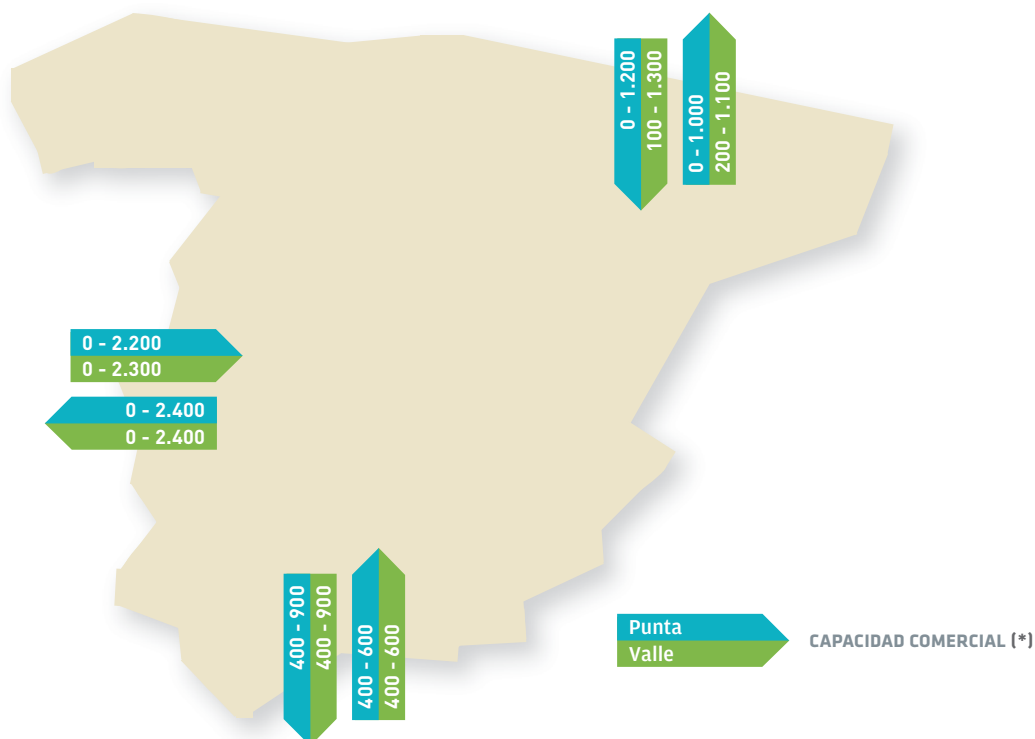 0 - 1.200
100 - 1.300
0 - 1.000
200 - 1.100
0 - 2.200
0 - 2.300
0 - 2.400
0 - 2.400
400 - 900
400 - 900
400 - 600
400 - 600
Punta
Valle
CAPACIDAD COMERCIAL (*)